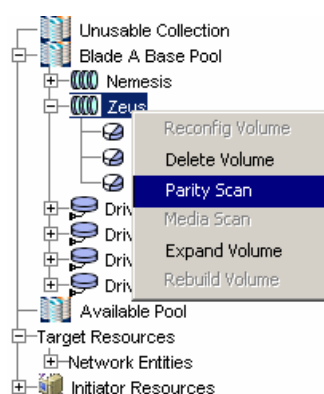 Unusable Collection
Blade A Base Pool
Nemesis
Zeus
Reconfig Volume
Delete Volume
Parity Scan
Media Scan
Expand Volume
Rebuild Volume
Driv
Driv
Driv
Driv
Available Pool
Target Resources
Network Entities
Initiator Resources